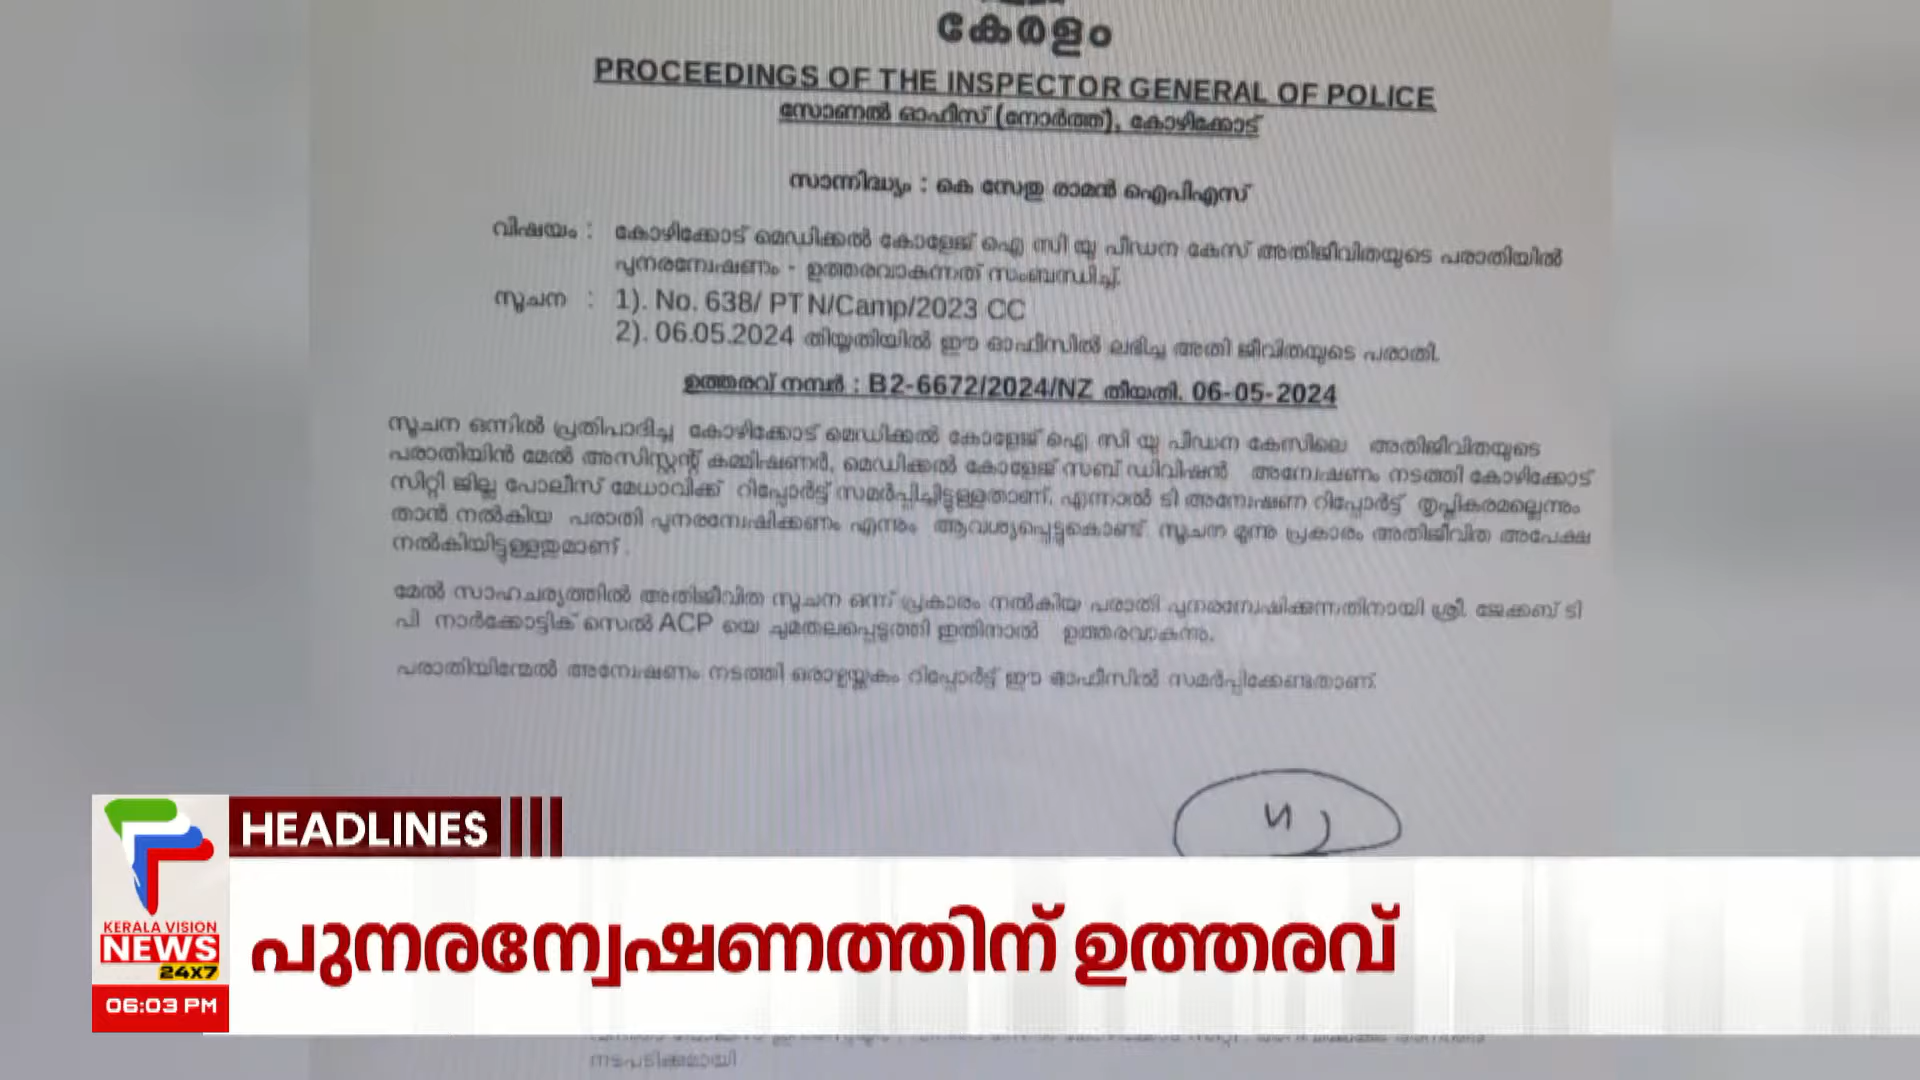 കേരളം
PROCEEDINGS OF THE INSPECTOR GENERAL OF POLICE
സോണൽ ഓഫീസ് (നോർത്ത്), കോഴിക്കോട്
സാന്നിദ്ധ്യം : കെ സേതു രാമൻ ഐപിഎസ്
വിഷയം : കോഴിക്കോട് മെഡിക്കൽ കോളേജ് ഐ സി യു പീഡന കേസ് അതിജീവിതയുടെ പരാതിയിൽ
പുനരന്വേഷണം - ഉത്തരവാകുന്നത് സംബന്ധിച്ച്.
സൂചന : 1). No. 638/ PTN/Camp/2023 CC
2). 06.05.2024 തിയ്യതിയിൽ ഈ ഓഫീസിൽ ലഭിച്ച അതി ജീവിതയുടെ പരാതി.
ഉത്തരവ് നമ്പർ : B2-6672/2024/NZ തീയതി. 06-05-2024
സൂചന ഒന്നിൽ പ്രതിപാദിച്ച കോഴിക്കോട് മെഡിക്കൽ കോളേജ് ഐ സി യു പീഡന കേസിലെ അതിജീവിതയുടെ
പരാതിയിൻ മേൽ അസിസ്റ്റന്റ് കമ്മീഷണർ, മെഡിക്കൽ കോളേജ് സബ് ഡിവിഷൻ അന്വേഷണം നടത്തി കോഴിക്കോട്
സിറ്റി ജില്ല പോലീസ് മേധാവിക്ക് റിപ്പോർട്ട് സമർപ്പിച്ചിട്ടുള്ളതാണ്. എന്നാൽ ടി അന്വേഷണ റിപ്പോർട്ട് തൃപ്തികരമല്ലെന്നും
താൻ നൽകിയ പരാതി പുനരന്വേഷിക്കണം എന്നും ആവശ്യപ്പെട്ടുകൊണ്ട് സൂചന മൂന്നു പ്രകാരം അതിജീവിത അപേക്ഷ
നൽകിയിട്ടുള്ളതുമാണ് .
മേൽ സാഹചര്യത്തിൽ അതിജീവിത സൂചന ഒന്ന് പ്രകാരം നൽകിയ പരാതി പുനരന്വേഷിക്കുന്നതിനായി ശ്രീ. ജേക്കബ് ടി
പി നാർക്കോട്ടിക് സെൽ ACP യെ ചുമതലപ്പെടുത്തി ഇതിനാൽ ഉത്തരവാകുന്നു.
പരാതിയിന്മേൽ അന്വേഷണം നടത്തി ഒരാഴ്ചയ്ക്കകം റിപ്പോർട്ട് ഈ ഓഫീസിൽ സമർപ്പിക്കേണ്ടതാണ്.
HEADLINES
KERALA VISION
NEWS
24X7
06:03 PM
പുനരന്വേഷണത്തിന് ഉത്തരവ്
നടപടിക്കുമായി